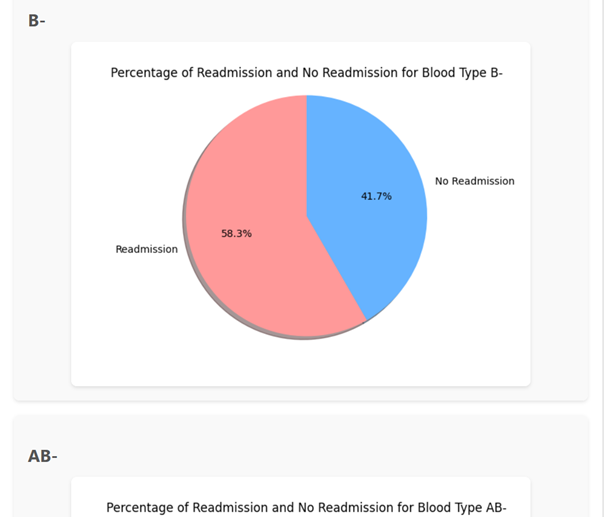 B-
Percentage of Readmission and No Readmission for Blood Type B-
No Readmission
41.7%
58.3%
Readmission
AB-
Percentage of Readmission and No Readmission for Blood Type AB-